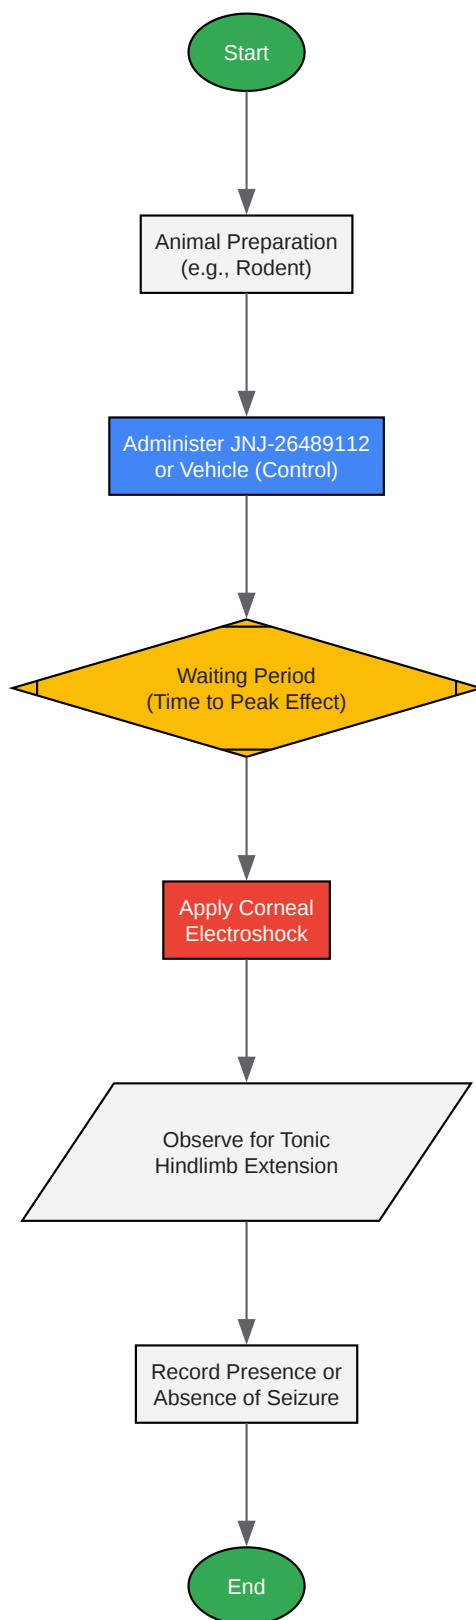 Start
Animal Preparation
(e.g., Rodent)
Administer JNJ-26489112
or Vehicle (Control)
Waiting Period
(Time to Peak Effect)
Apply Corneal
Electroshock
Observe for Tonic
Hindlimb Extension
Record Presence or
Absence of Seizure
End